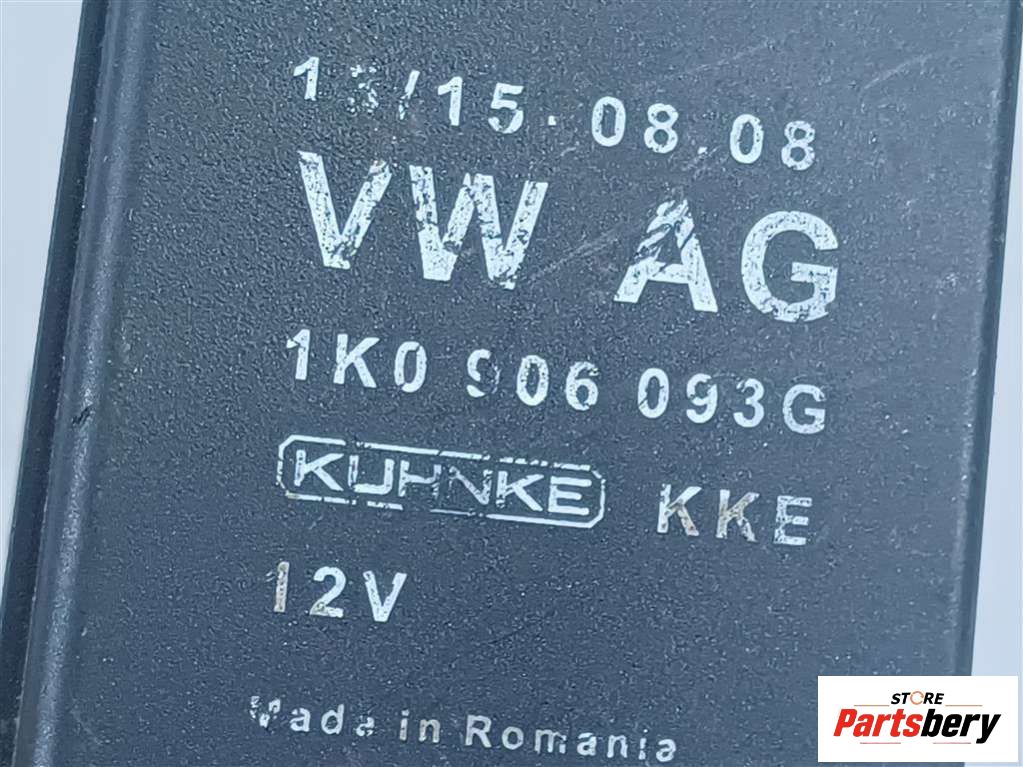 /15.08.08
VW AG
1K0 906 093G
KUHNKE KKE
12V
Made in Romania
STORE
Partsbery